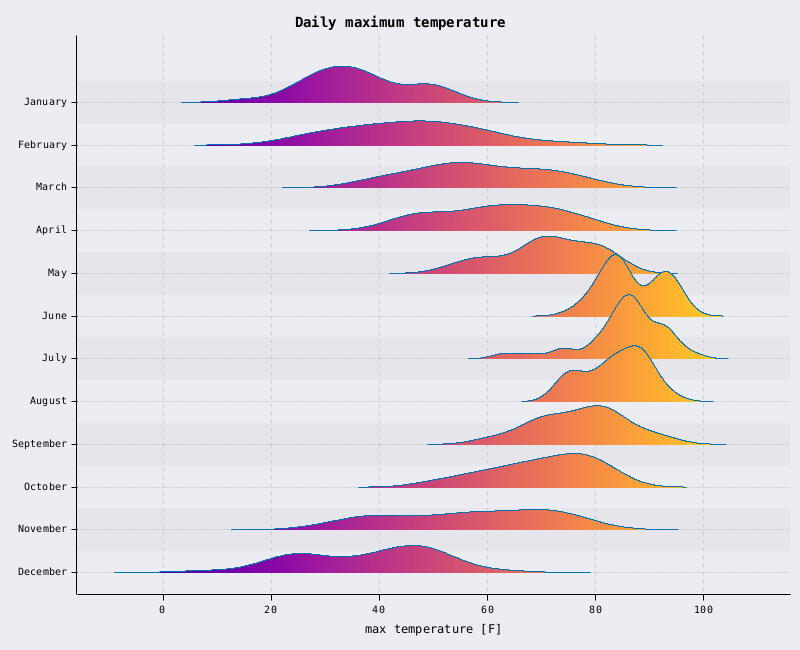 Daily maximum temperature
January
February
March
April
May
June
July
August
September
October
November
December
0 20 40 60 80 100
max temperature [F]